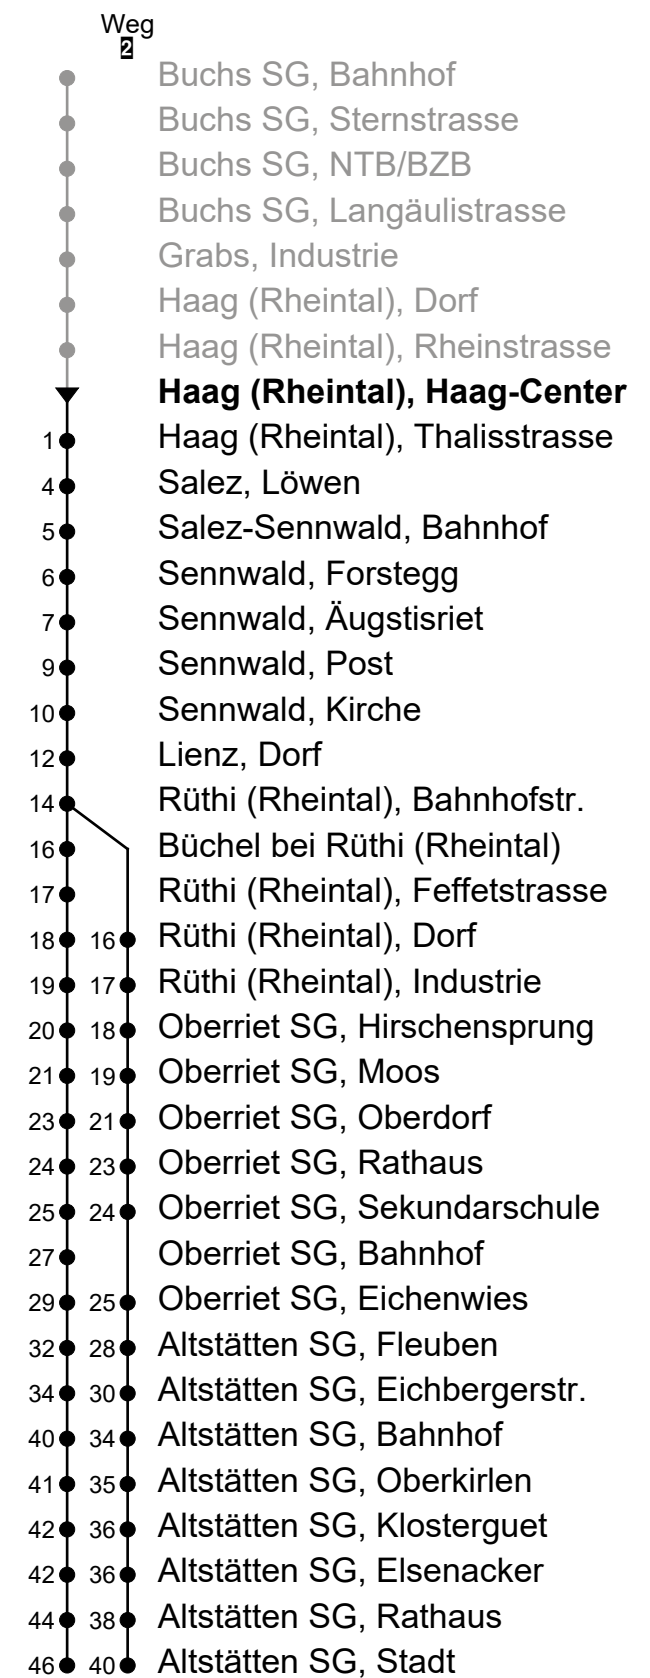 Weg
2
Buchs SG, Bahnhof
Buchs SG, Sternstrasse
Buchs SG, NTB/BZB
Buchs SG, Langäulistrasse
Grabs, Industrie
Haag (Rheintal), Dorf
Haag (Rheintal), Rheinstrasse
Haag (Rheintal), Haag-Center
1 Haag (Rheintal), Thalisstrasse
4 Salez, Löwen
5 Salez-Sennwald, Bahnhof
6 Sennwald, Forstegg
7 Sennwald, Äugstisriet
9 Sennwald, Post
10 Sennwald, Kirche
12 Lienz, Dorf
14 Rüthi (Rheintal), Bahnhofstr.
16 Büchel bei Rüthi (Rheintal)
17 Rüthi (Rheintal), Feffetstrasse
18 16 Rüthi (Rheintal), Dorf
19 17 Rüthi (Rheintal), Industrie
20 18 Oberriet SG, Hirschensprung
21 19 Oberriet SG, Moos
23 21 Oberriet SG, Oberdorf
24 23 Oberriet SG, Rathaus
25 24 Oberriet SG, Sekundarschule
27 Oberriet SG, Bahnhof
29 25 Oberriet SG, Eichenwies
32 28 Altstätten SG, Fleuben
34 30 Altstätten SG, Eichbergerstr.
40 34 Altstätten SG, Bahnhof
41 35 Altstätten SG, Oberkirlen
42 36 Altstätten SG, Klosterguet
42 36 Altstätten SG, Elsenacker
44 38 Altstätten SG, Rathaus
46 40 Altstätten SG, Stadt